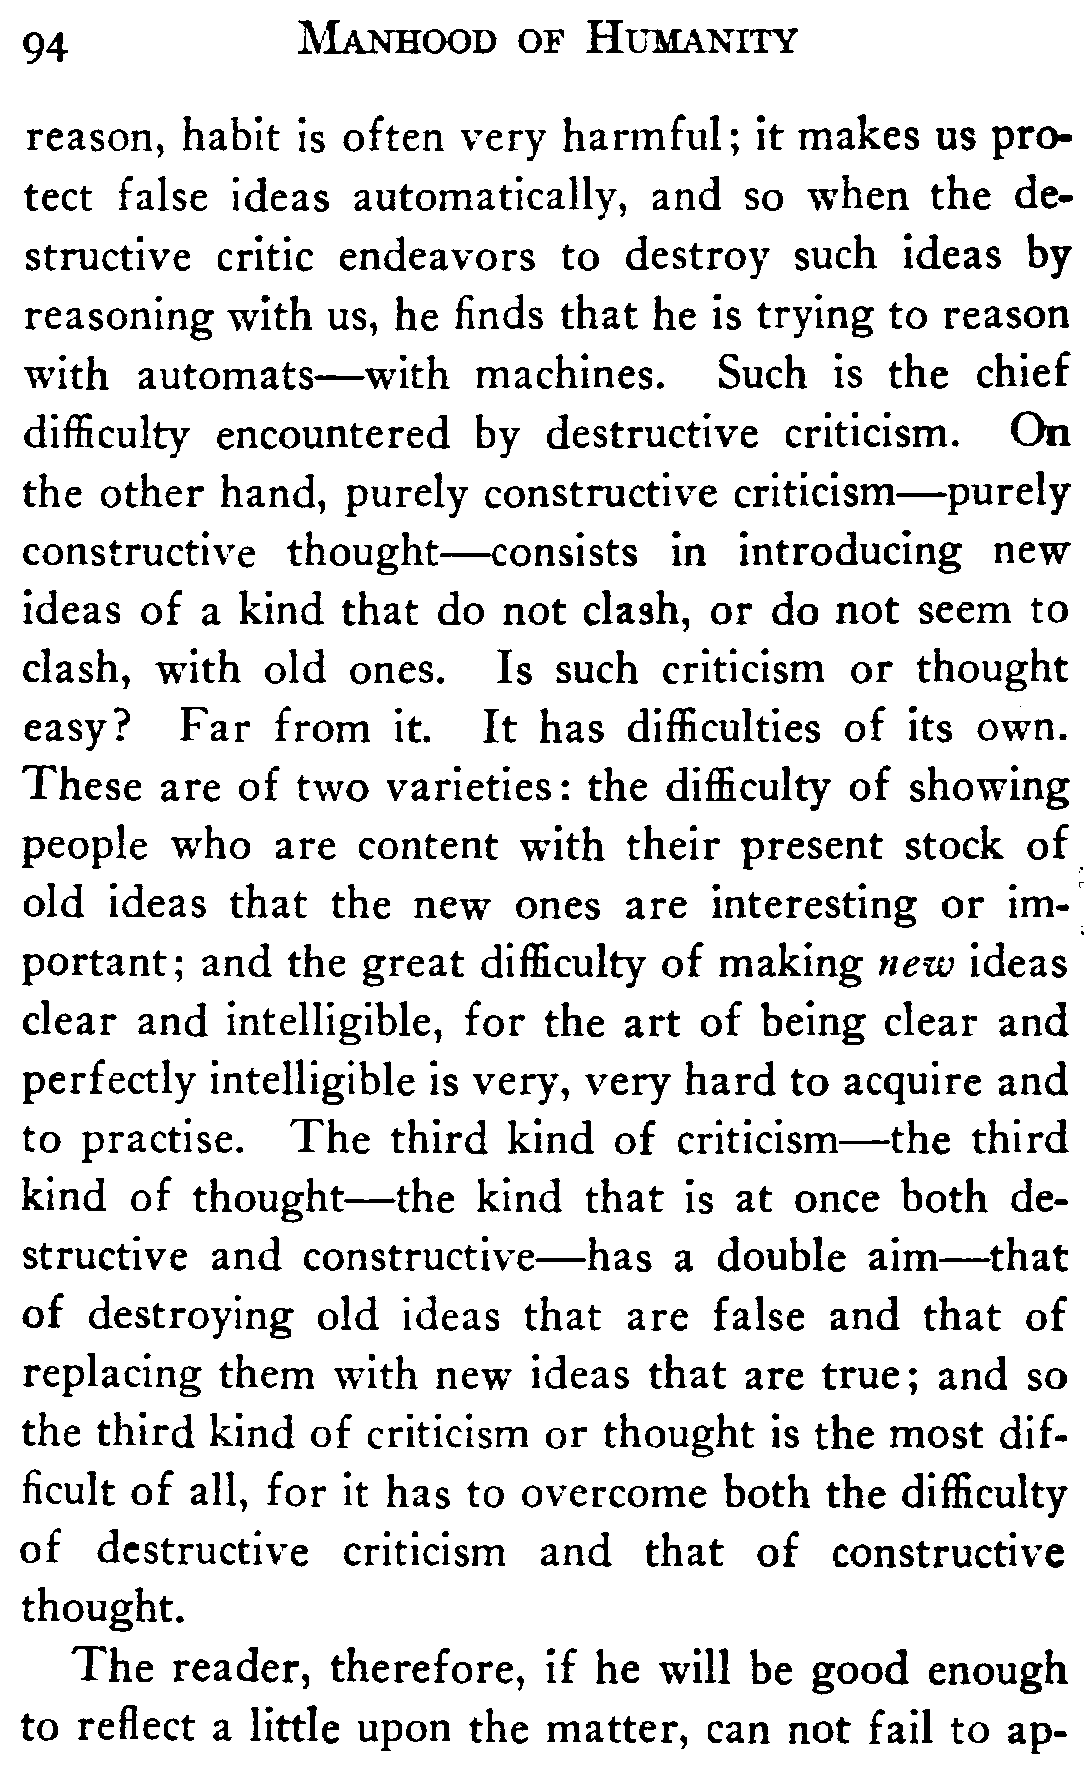 94 MANHOOD OF HUMANITY
reason, habit is often very harmful; it makes us pro-
tect false ideas automatically, and so when the de-
structive critic endeavors to destroy such ideas by
reasoning with us, he finds that he is trying to reason
with automats—with machines. Such is the chief
difficulty encountered by destructive criticism. On
the other hand, purely constructive criticism—purely
constructive thought—consists in introducing new
ideas of a kind that do not clash, or do not seem to
clash, with old ones. Is such criticism or thought
easy? Far from it. It has difficulties of its own.
These are of two varieties: the difficulty of showing
people who are content with their present stock of
old ideas that the new ones are interesting or im-
portant; and the great difficulty of making new ideas
clear and intelligible, for the art of being clear and
perfectly intelligible is very, very hard to acquire and
to practise. The third kind of criticism—the third
kind of thought—the kind that is at once both de-
structive and constructive—has a double aim—that
of destroying old ideas that are false and that of
replacing them with new ideas that are true; and so
the third kind of criticism or thought is the most dif-
ficult of all, for it has to overcome both the difficulty
of destructive criticism and that of constructive
thought.
The reader, therefore, if he will be good enough
to reflect a little upon the matter, can not fail to ap-